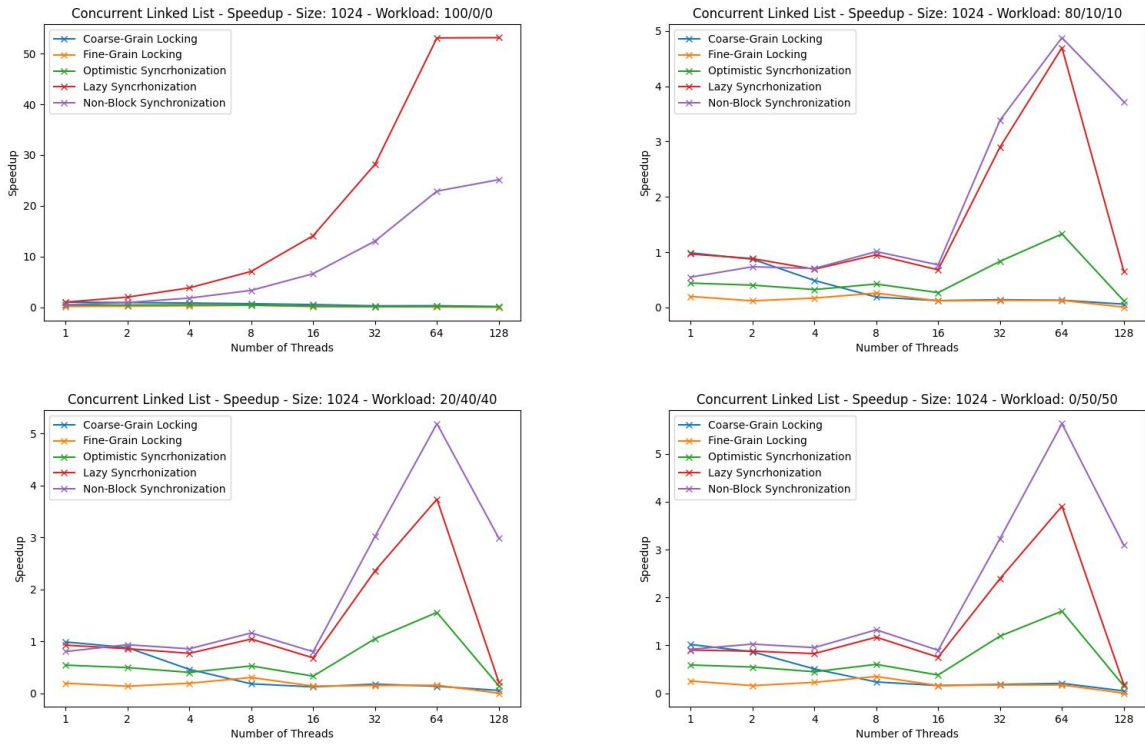 Concurrent Linked List - Speedup - Size: 1024 - Workload: 100/0/0
Coarse-Grain Locking
Fine-Grain Locking
Optimistic Syncrhonization
Lazy Syncrhonization
Non-Block Synchronization
50
40
30
20
10
0
Speedup
1 2 4 8 16 32 64 128
Number of Threads
Concurrent Linked List - Speedup - Size: 1024 - Workload: 80/10/10
Coarse-Grain Locking
Fine-Grain Locking
Optimistic Syncrhonization
Lazy Syncrhonization
Non-Block Synchronization
5
4
3
2
1
0
Speedup
1 2 4 8 16 32 64 128
Number of Threads
Concurrent Linked List - Speedup - Size: 1024 - Workload: 20/40/40
Coarse-Grain Locking
Fine-Grain Locking
Optimistic Syncrhonization
Lazy Syncrhonization
Non-Block Synchronization
5
4
3
2
1
0
Speedup
1 2 4 8 16 32 64 128
Number of Threads
Concurrent Linked List - Speedup - Size: 1024 - Workload: 0/50/50
Coarse-Grain Locking
Fine-Grain Locking
Optimistic Syncrhonization
Lazy Syncrhonization
Non-Block Synchronization
5
4
3
2
1
0
Speedup
1 2 4 8 16 32 64 128
Number of Threads